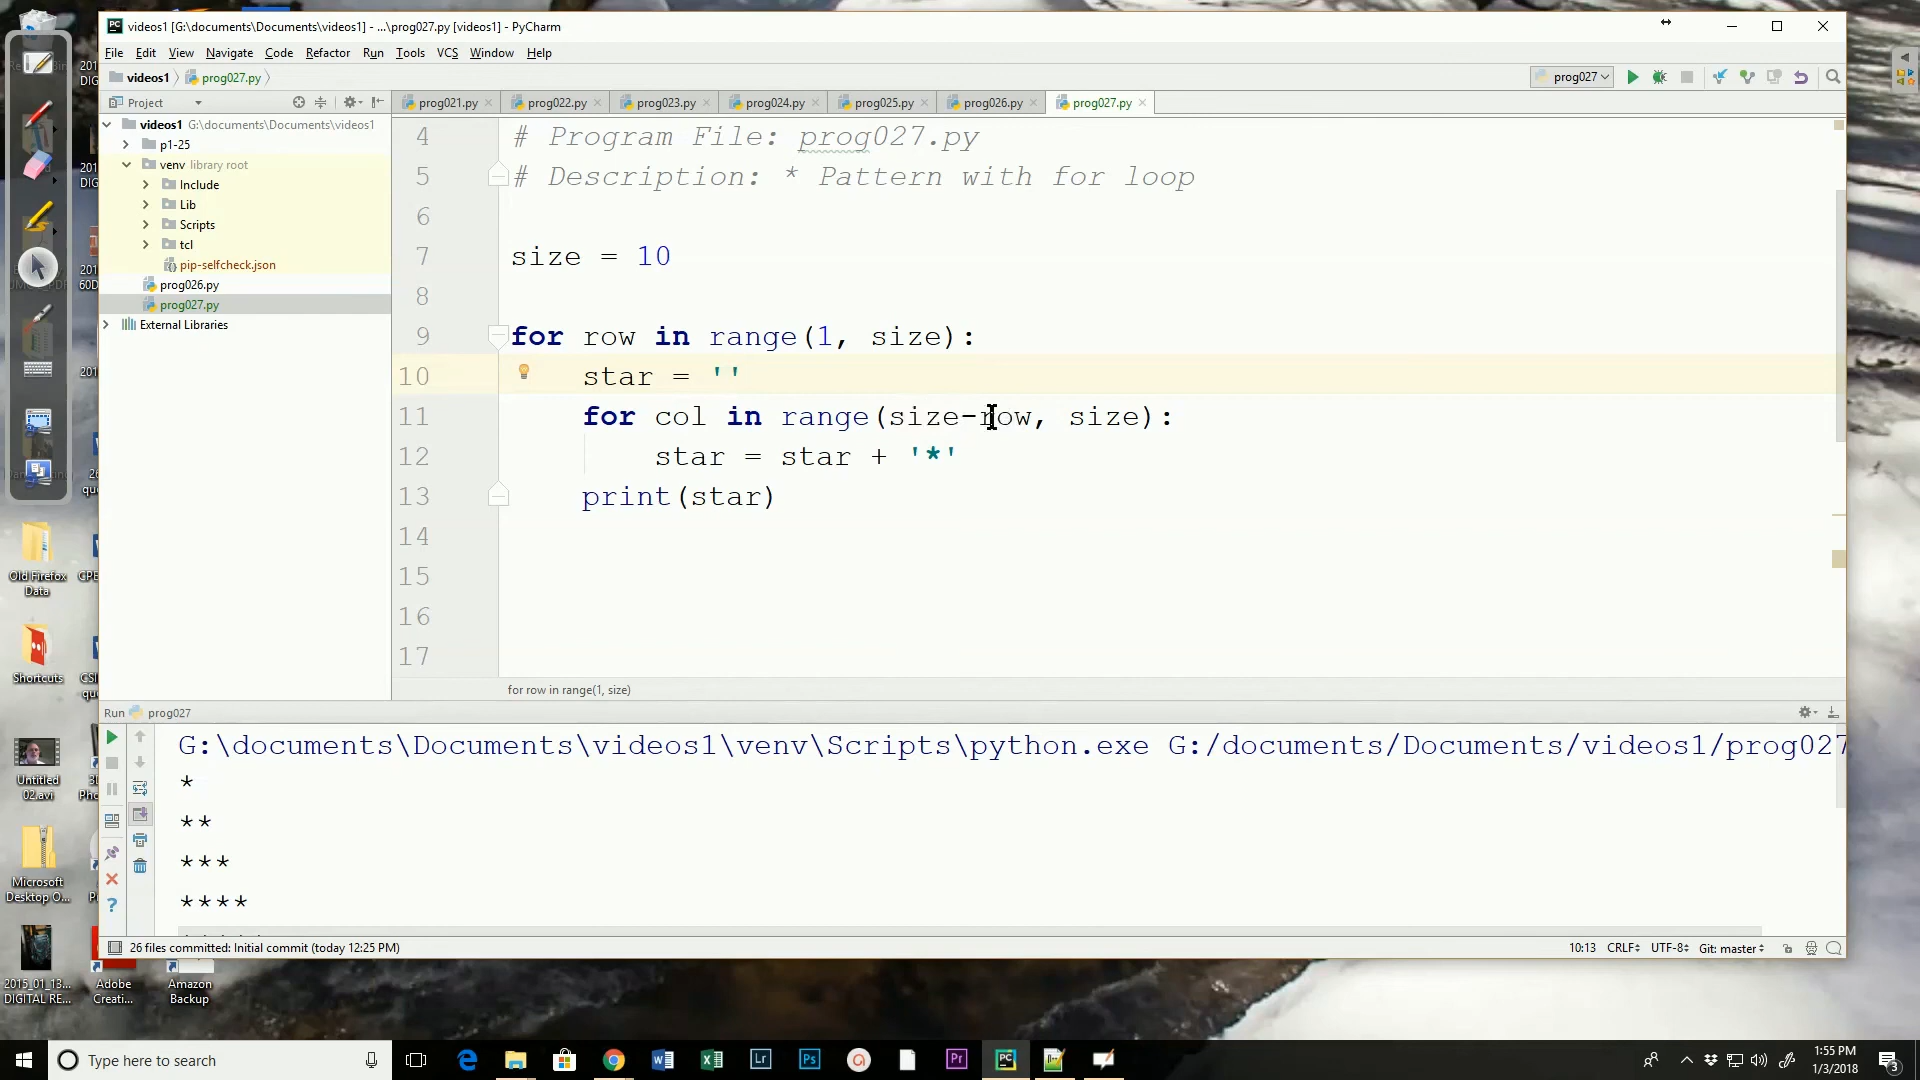 videos1 [G:\documents\Documents\videos1] - ...\prog027.py [videos1] - PyCharm
File Edit View Navigate Code Refactor Run Tools VCS Window Help
videos1 prog027.py
prog027
Project
prog021.py prog022.py prog023.py prog024.py prog025.py prog026.py prog027.py
videos1 G:\documents\Documents\videos1
p1-25
venv library root
Include
Lib
Scripts
tcl
pip-selfcheck.json
prog026.py
prog027.py
External Libraries
4 # Program File: prog027.py
5 # Description: * Pattern with for loop
6
7 size = 10
8
9 for row in range(1, size):
10 star = ''
11 for col in range(size-row, size):
12 star = star + '*'
13 print(star)
14
15
16
17
for row in range(1, size)
Run prog027
G:\documents\Documents\videos1\venv\Scripts\python.exe G:/documents/Documents/videos1/prog027
*
**
***
****
26 files committed: Initial commit (today 12:25 PM)
10:13 CRLF UTF-8 Git: master
Old Firefox
Data
Shortcuts
Untitled
02.avi
Microsoft
Desktop O...
2015_01_13...
DIGITAL RE...
Adobe
Creati...
Amazon
Backup
Type here to search
1:55 PM
1/3/2018